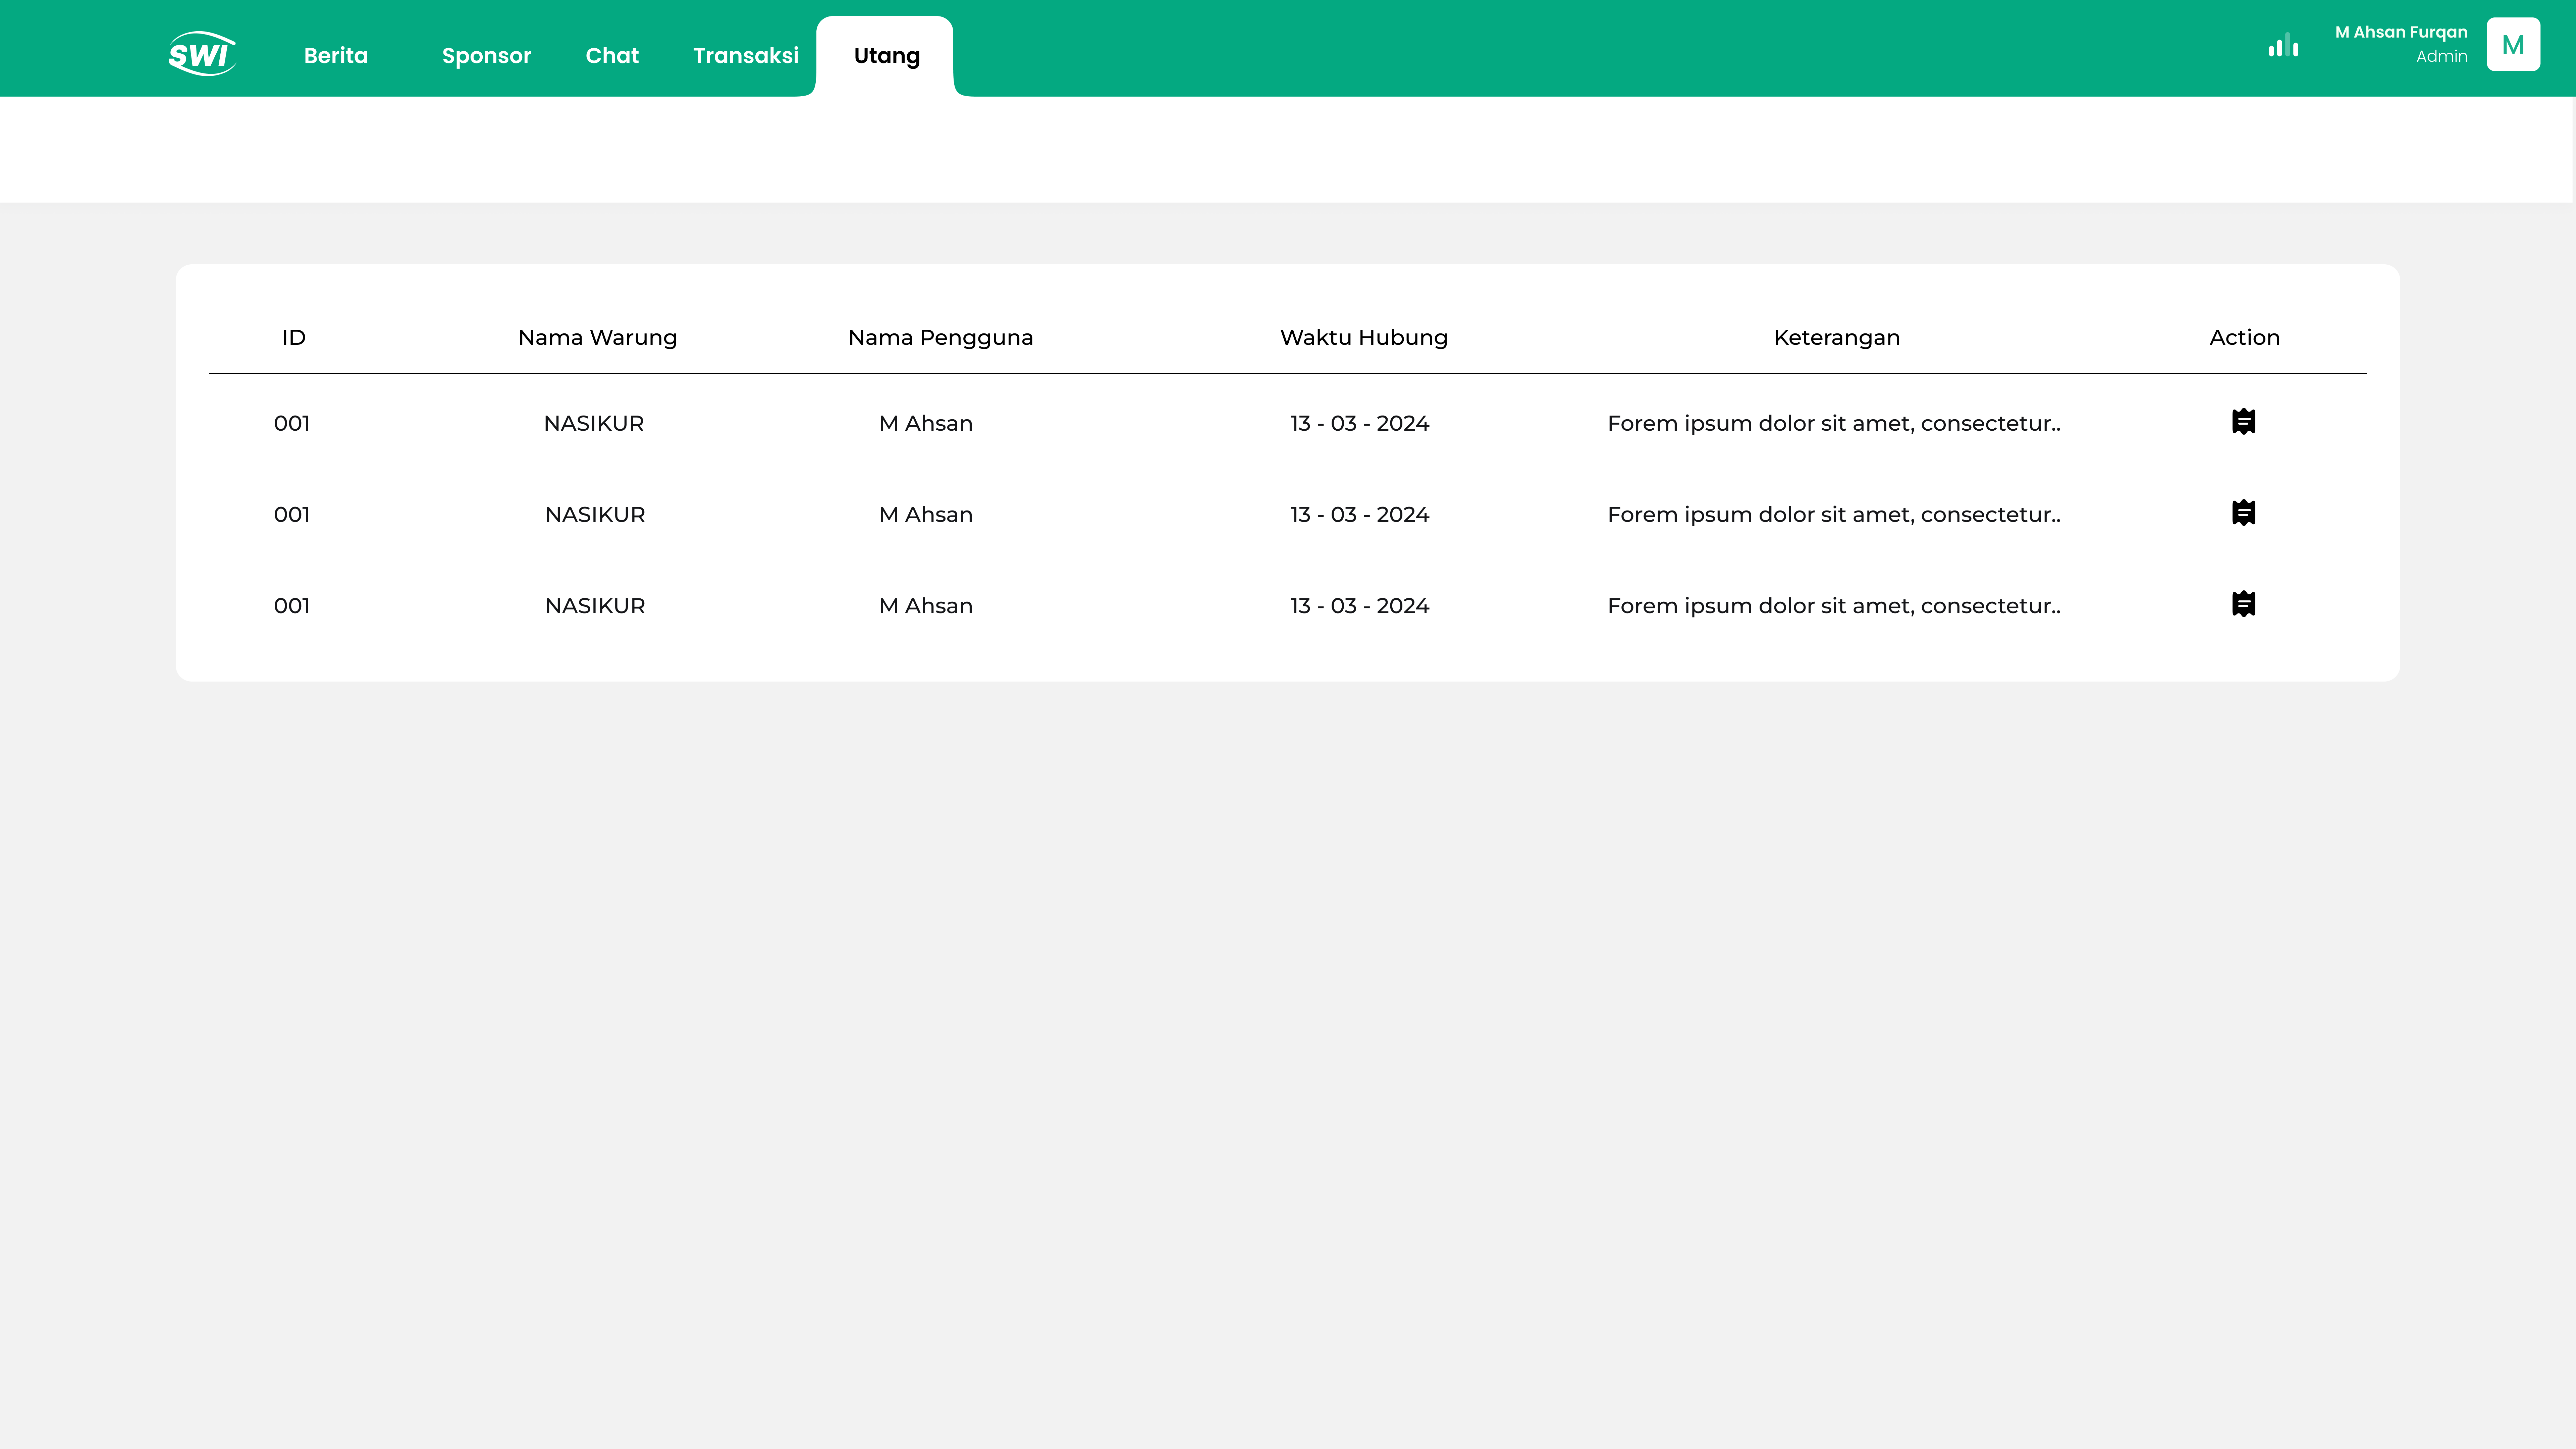 SWI Berita Sponsor Chat Transaksi Utang M Ahsan Furqan M
Admin
ID Nama Warung Nama Pengguna Waktu Hubung Keterangan Action
001 NASIKUR M Ahsan 13 - 03 - 2024 Forem ipsum dolor sit amet, consectetur..
001 NASIKUR M Ahsan 13 - 03 - 2024 Forem ipsum dolor sit amet, consectetur..
001 NASIKUR M Ahsan 13 - 03 - 2024 Forem ipsum dolor sit amet, consectetur..